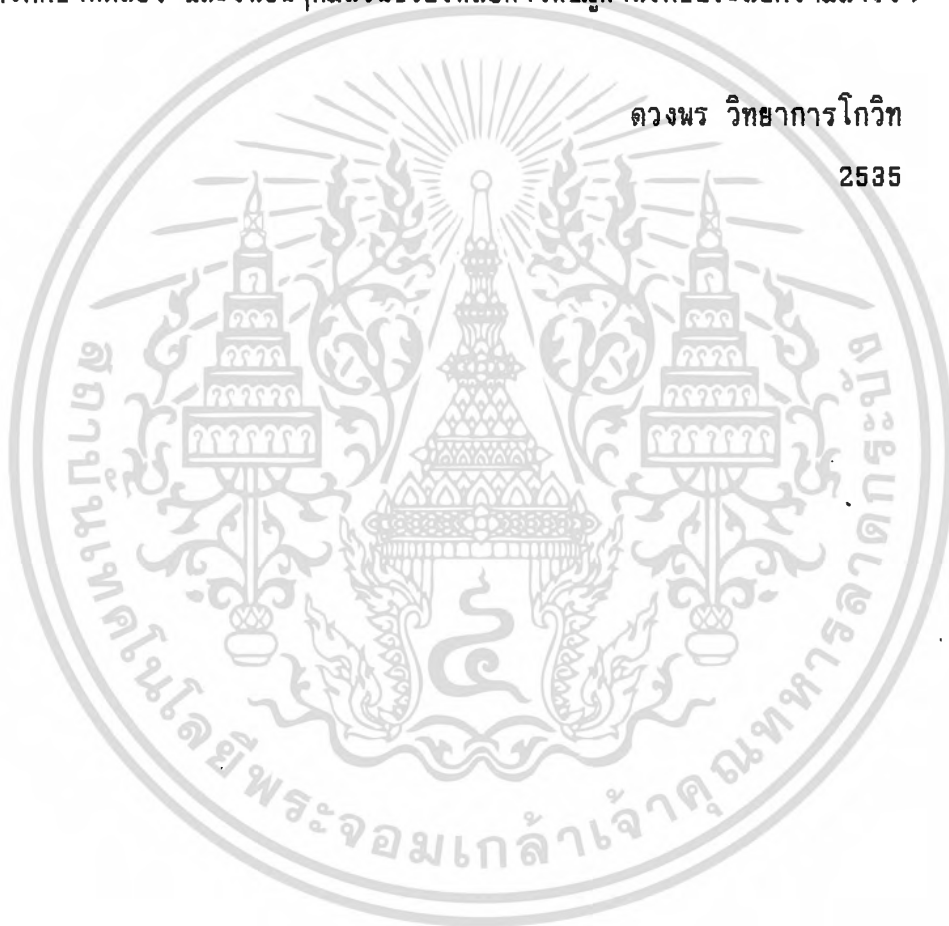 ดวงพร วิทยาการโกวิท
2535
สถาบันเทคโนโลยีพระจอมเกล้าเจ้าคุณทหารลาดกระบัง
๔